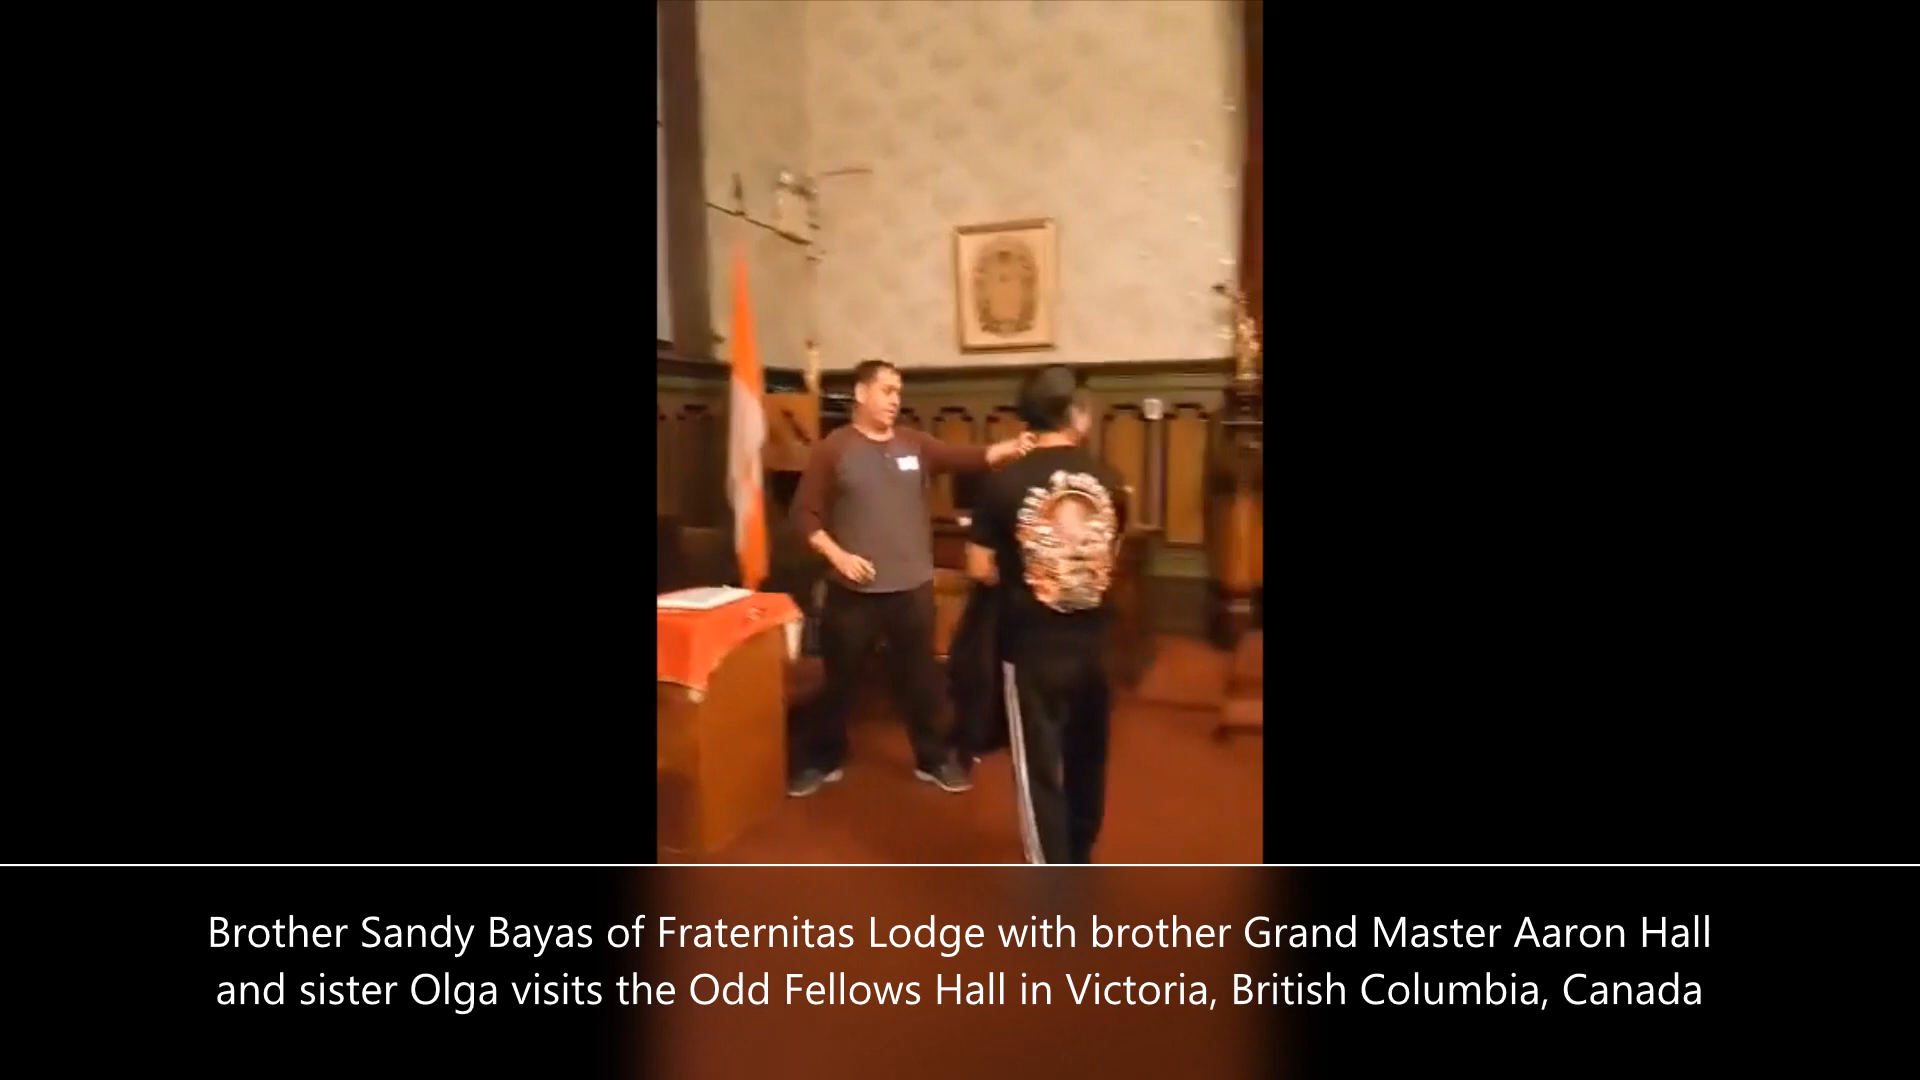 Brother Sandy Bayas of Fraternitas Lodge with brother Grand Master Aaron Hall
and sister Olga visits the Odd Fellows Hall in Victoria, British Columbia, Canada